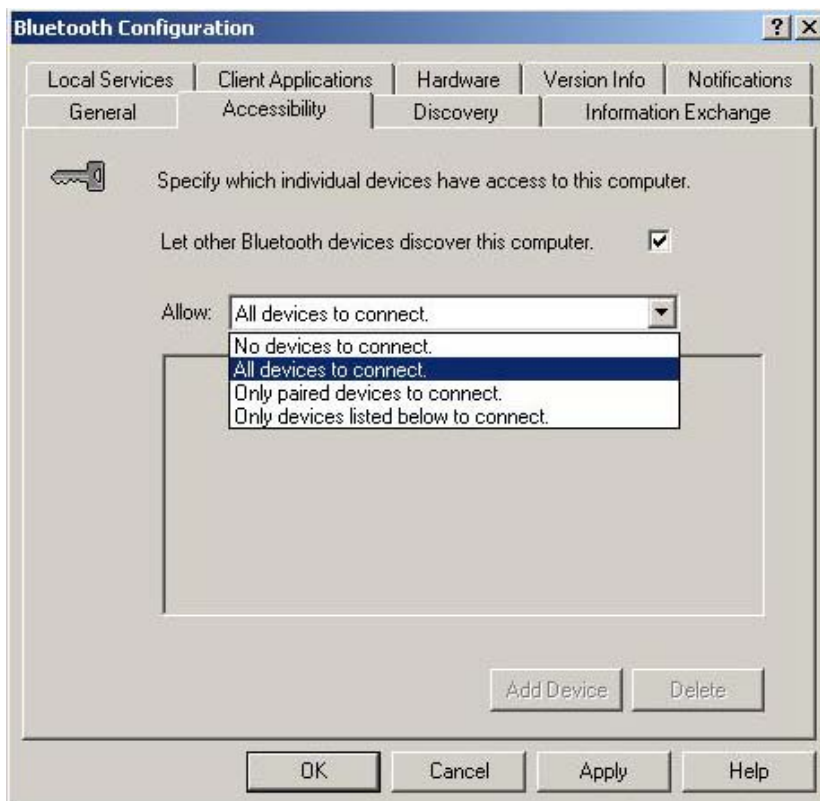 Bluetooth Configuration
Local Services Client Applications Hardware Version Info Notifications
General Accessibility Discovery Information Exchange
Specify which individual devices have access to this computer.
Let other Bluetooth devices discover this computer.
Allow: All devices to connect.
No devices to connect.
All devices to connect.
Only paired devices to connect.
Only devices listed below to connect.
Add Device Delete
OK Cancel Apply Help